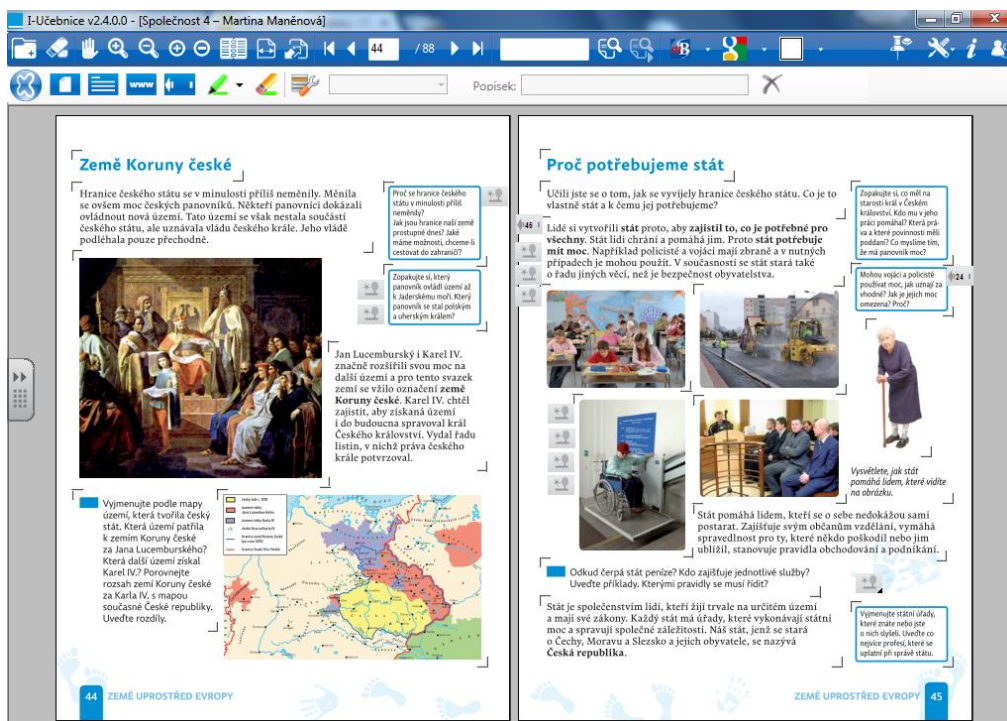 I-Učebnice v2.4.0.0 - [Společnost 4 – Martina Maněnová]
44 / 88
www
Popisek:
Země Koruny české
Hranice českého státu se v minulosti příliš neměnily. Měnila
se ovšem moc českých panovníků. Někteří panovníci dokázali
ovládnout nová území. Tato území se však nestala součástí
českého státu, ale uznávala vládu českého krále. Jeho vládě
podléhala pouze přechodně.
Proč se hranice českého
státu v minulosti příliš
neměnily?
Jak jsou hranice naší země
prostupné dnes? Jaké
máme možnosti, chceme-li
cestovat do zahraničí?
Zopakujte si, který
panovník ovládl území až
k Jaderskému moři. Který
panovník se stal polským
a uherským králem?
Jan Lucemburský i Karel IV.
značně rozšířili svou moc na
další území a pro tento svazek
zemí se vžilo označení země
Koruny české. Karel IV. chtěl
zajistit, aby získaná území
i do budoucna spravoval král
Českého království. Vydal řadu
listin, v nichž práva českého
krále potvrzoval.
Vyjmenujte podle mapy
území, která tvořila český
stát. Která území patřila
k zemím Koruny české
za Jana Lucemburského?
Která další území získal
Karel IV.? Porovnejte
rozsah zemí Koruny české
za Karla IV. s mapou
současné České republiky.
Uveďte rozdíly.
44 ZEMĚ UPROSTŘED EVROPY
Proč potřebujeme stát
Učili jste se o tom, jak se vyvíjely hranice českého státu. Co je to
vlastně stát a k čemu jej potřebujeme?
46
Lidé si vytvořili stát proto, aby zajistil to, co je potřebné pro
všechny. Stát lidi chrání a pomáhá jim. Proto stát potřebuje
mít moc. Například policisté a vojáci mají zbraně a v nutných
případech je mohou použít. V současnosti se stát stará také
o řadu jiných věcí, než je bezpečnost obyvatelstva.
Zopakujte si, co měl na
starosti král v Českém
království. Kdo mu v jeho
práci pomáhal? Která prá-
va a které povinnosti měli
poddaní? Co myslíme tím,
že má panovník moc?
Mohou vojáci a policisté
používat moc, jak uznají za
vhodné? Jak je jejich moc
omezena? Proč?
24
Vysvětlete, jak stát
pomáhá lidem, které vidíte
na obrázku.
Stát pomáhá lidem, kteří se o sebe nedokážou sami
postarat. Zajišťuje svým občanům vzdělání, vymáhá
spravedlnost pro ty, které někdo poškodil nebo jim
ublížil, stanovuje pravidla obchodování a podnikání.
Odkud čerpá stát peníze? Kdo zajišťuje jednotlivé služby?
Uveďte příklady. Kterými pravidly se musí řídit?
Stát je společenstvím lidí, kteří žijí trvale na určitém území
a mají své zákony. Každý stát má úřady, které vykonávají státní
moc a spravují společné záležitosti. Náš stát, jenž se stará
o Čechy, Moravu a Slezsko a jejich obyvatele, se nazývá
Česká republika.
Vyjmenujte státní úřady,
které znáte nebo jste
o nich slyšeli. Uveďte co
nejvíce profesí, které se
uplatní při správě státu.
ZEMĚ UPROSTŘED EVROPY 45